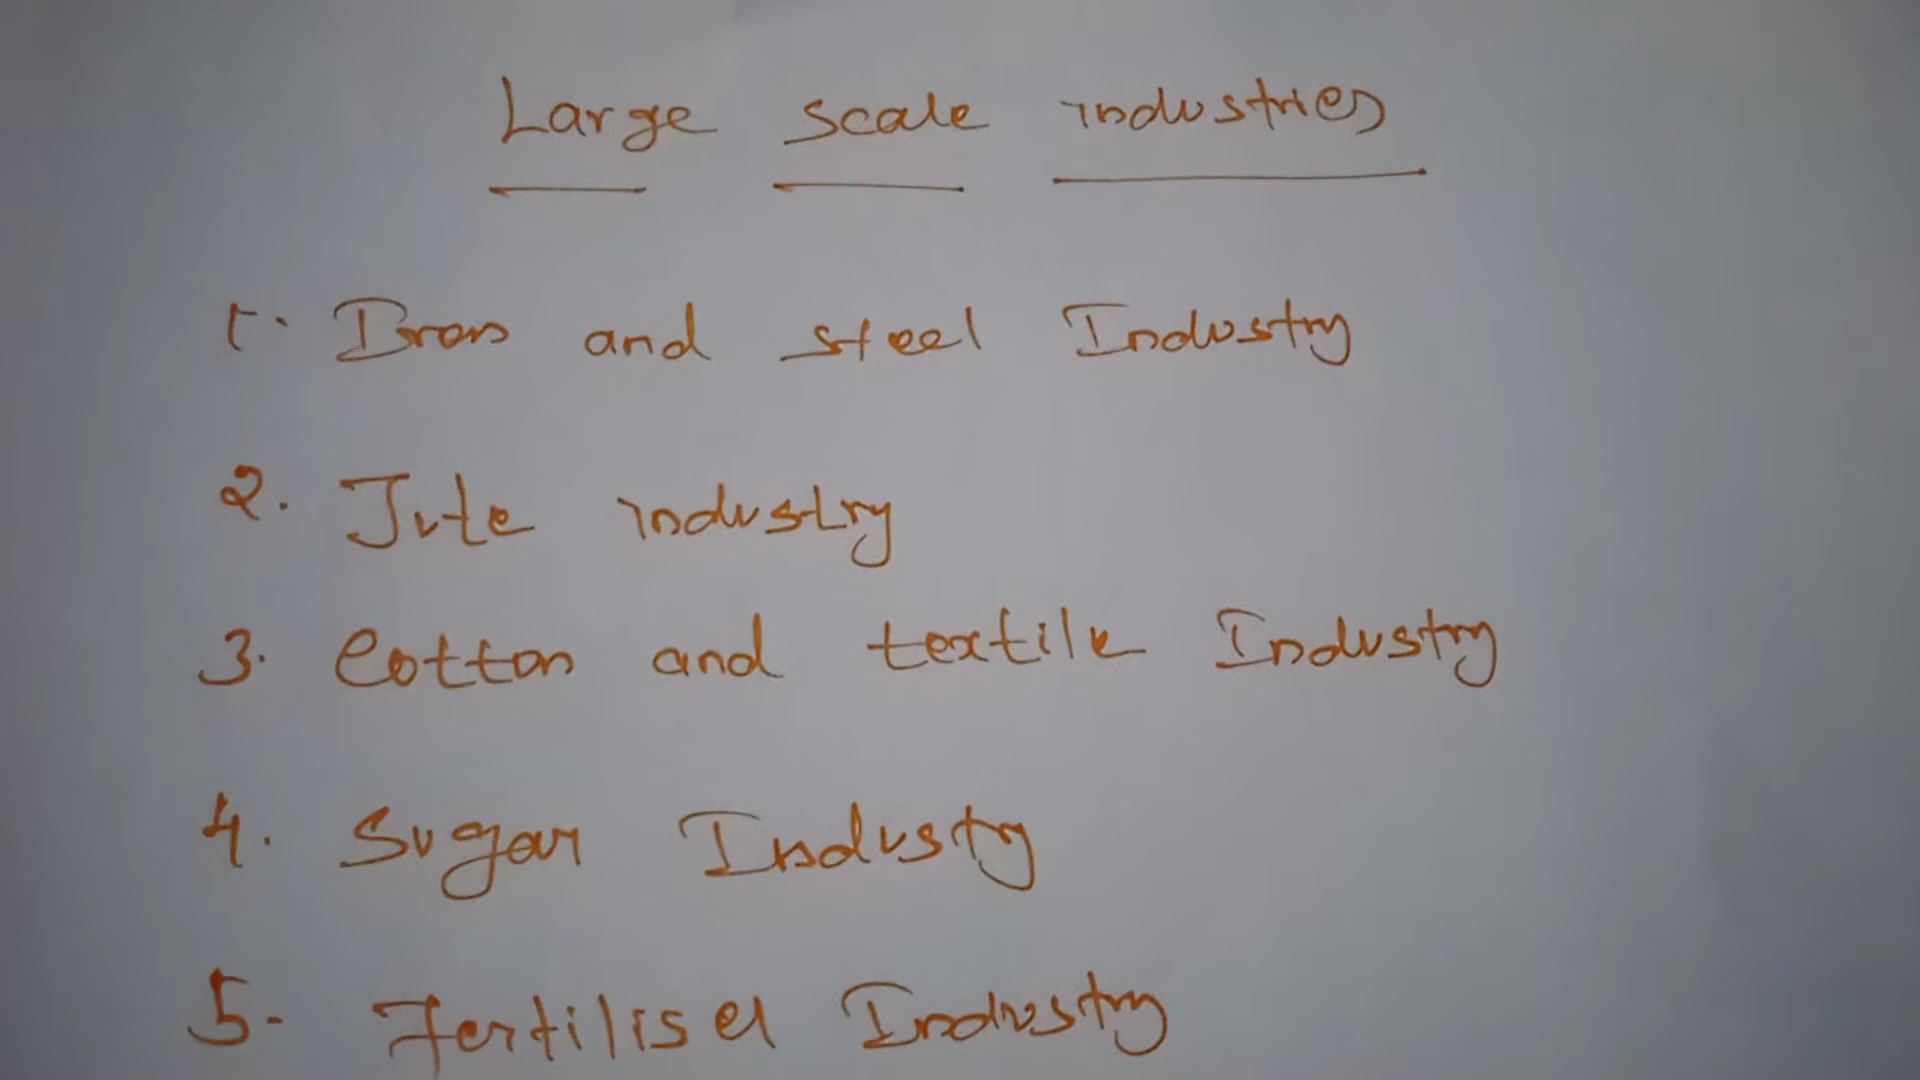 Large scale industries
1. Iron and steel Industry
2. Jute industry
3. Cotton and textile Industry
4. Sugar Industry
5. Fertiliser Industry